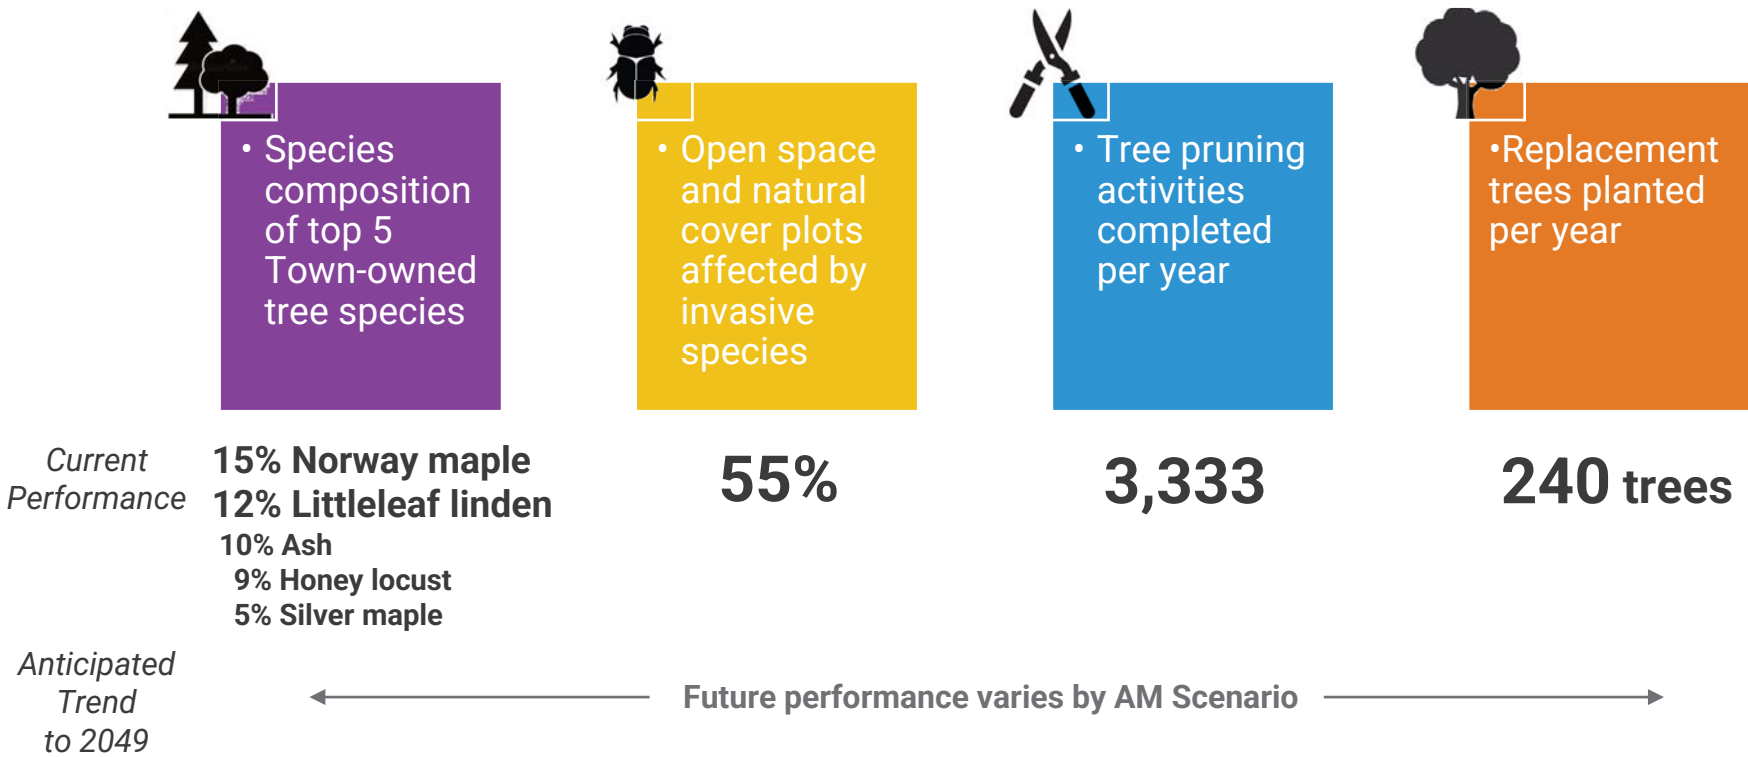 • Species
composition
of top 5
Town-owned
tree species
• Open space
and natural
cover plots
affected by
invasive
species
• Tree pruning
activities
completed
per year
•Replacement
trees planted
per year
Current
Performance
15% Norway maple
12% Littleleaf linden
10% Ash
9% Honey locust
5% Silver maple
55%
3,333
240 trees
Anticipated
Trend
to 2049
Future performance varies by AM Scenario